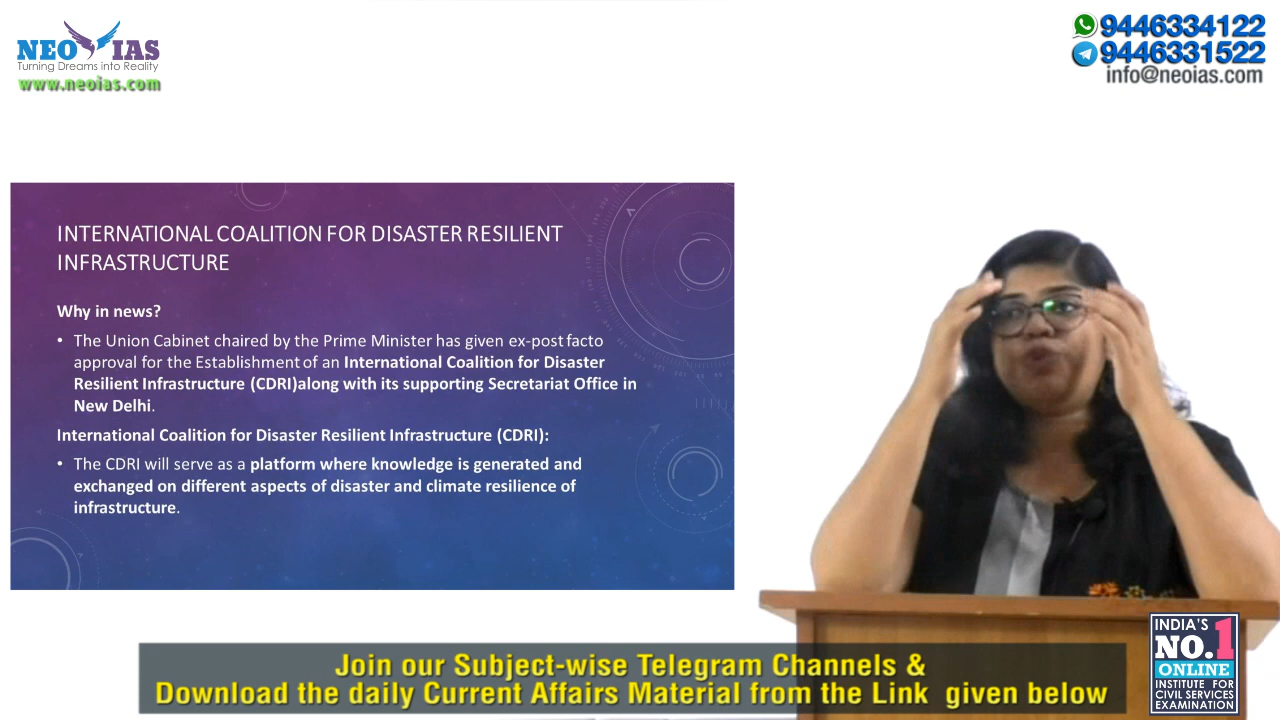 NEO IAS
Turning Dreams into Reality
www.neoias.com
9446334122
9446331522
info@neoias.com
INTERNATIONAL COALITION FOR DISASTER RESILIENT
INFRASTRUCTURE
Why in news?
• The Union Cabinet chaired by the Prime Minister has given ex-post facto
approval for the Establishment of an International Coalition for Disaster
Resilient Infrastructure (CDRI)along with its supporting Secretariat Office in
New Delhi.
International Coalition for Disaster Resilient Infrastructure (CDRI):
• The CDRI will serve as a platform where knowledge is generated and
exchanged on different aspects of disaster and climate resilience of
infrastructure.
Join our Subject-wise Telegram Channels &
Download the daily Current Affairs Material from the Link given below
INDIA'S
NO.1
ONLINE
INSTITUTE FOR
CIVIL SERVICES
EXAMINATION